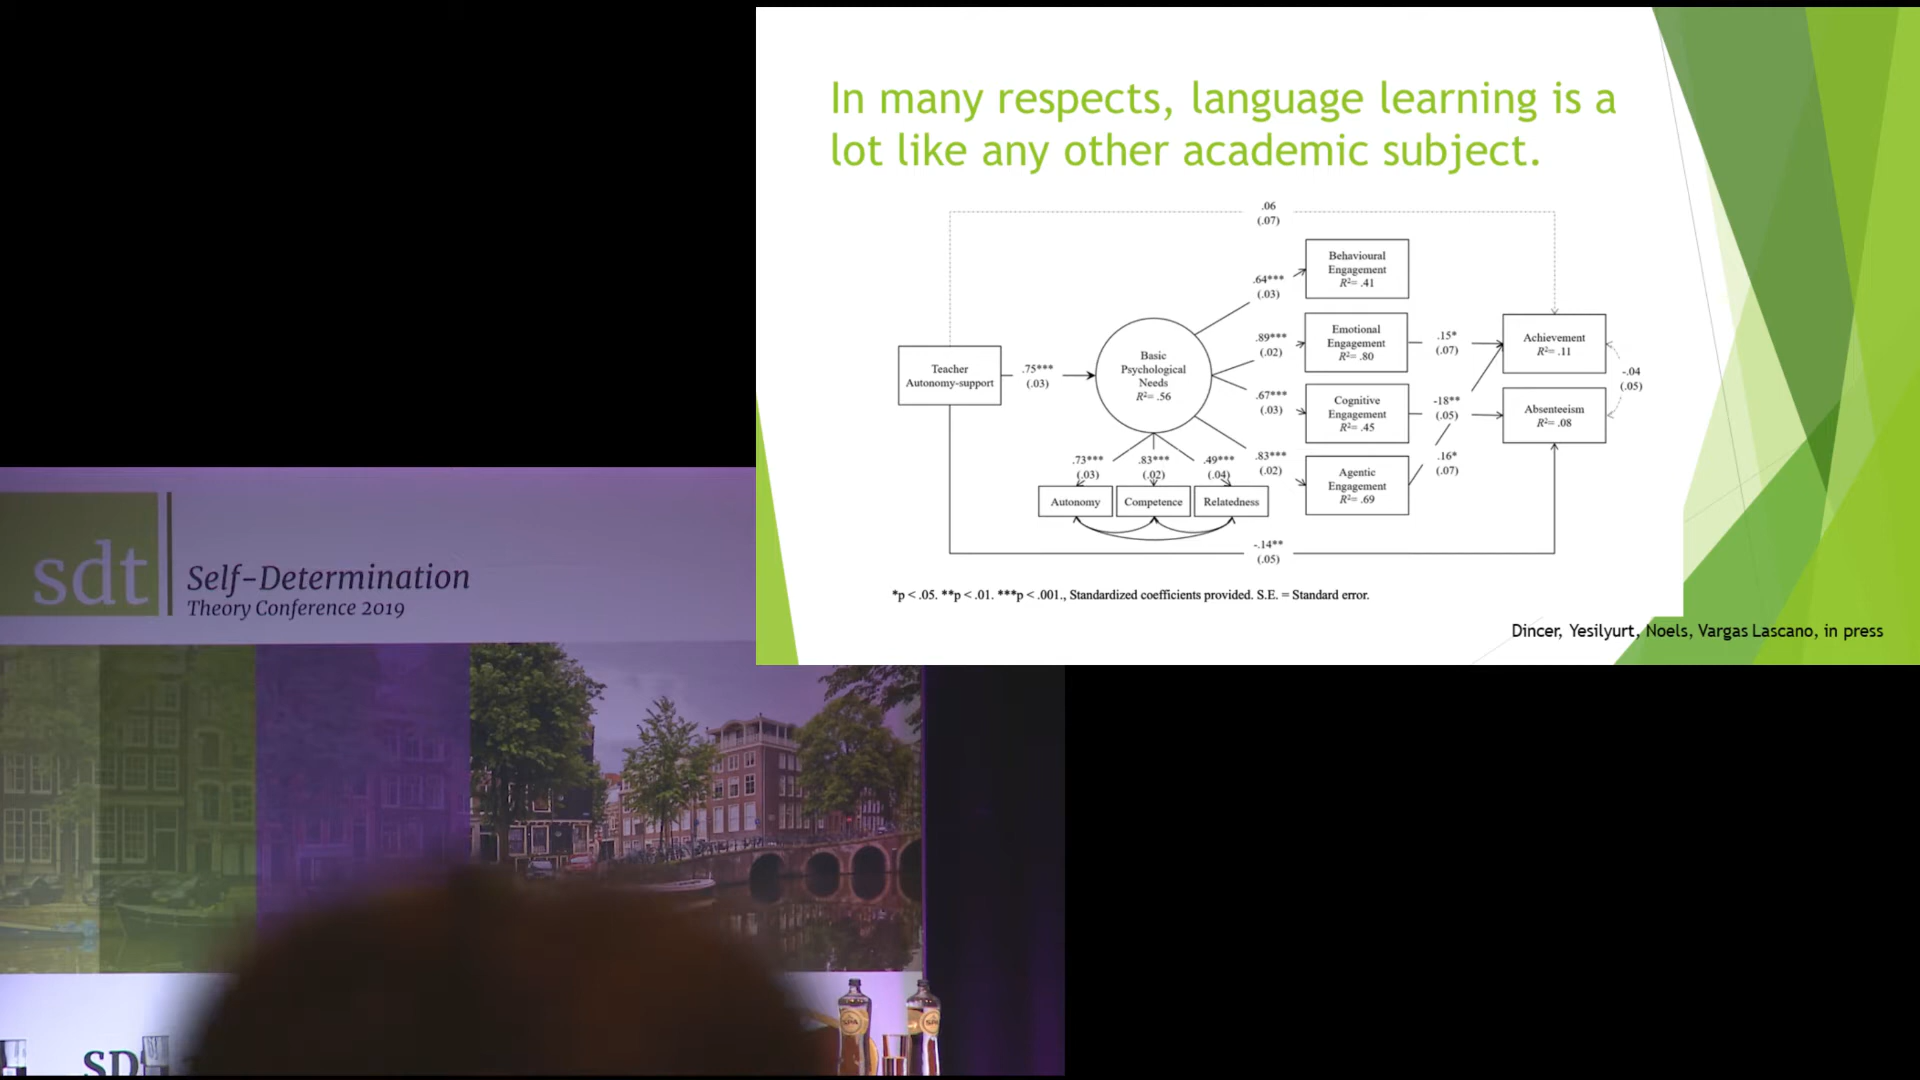 In many respects, language learning is a
lot like any other academic subject.
.06
(.07)
Behavioural
Engagement
R²= .41
.64***
(.03)
Emotional
Engagement
R²= .80
.89***
(.02)
.15*
(.07)
Achievement
R²= .11
Teacher
Autonomy-support
.75***
(.03)
Basic
Psychological
Needs
R²= .56
-.04
(.05)
.67***
(.03)
Cognitive
Engagement
R²= .45
-18**
(.05)
Absenteeism
R²= .08
.73***
(.03)
.83***
(.02)
.49***
(.04)
.83***
(.02)
Agentic
Engagement
R²= .69
.16*
(.07)
Autonomy
Competence
Relatedness
-.14**
(.05)
*p < .05. **p < .01. ***p < .001., Standardized coefficients provided. S.E. = Standard error.
Dincer, Yesilyurt, Noels, Vargas Lascano, in press
sdt
Self-Determination
Theory Conference 2019
SPA
SPA
SD